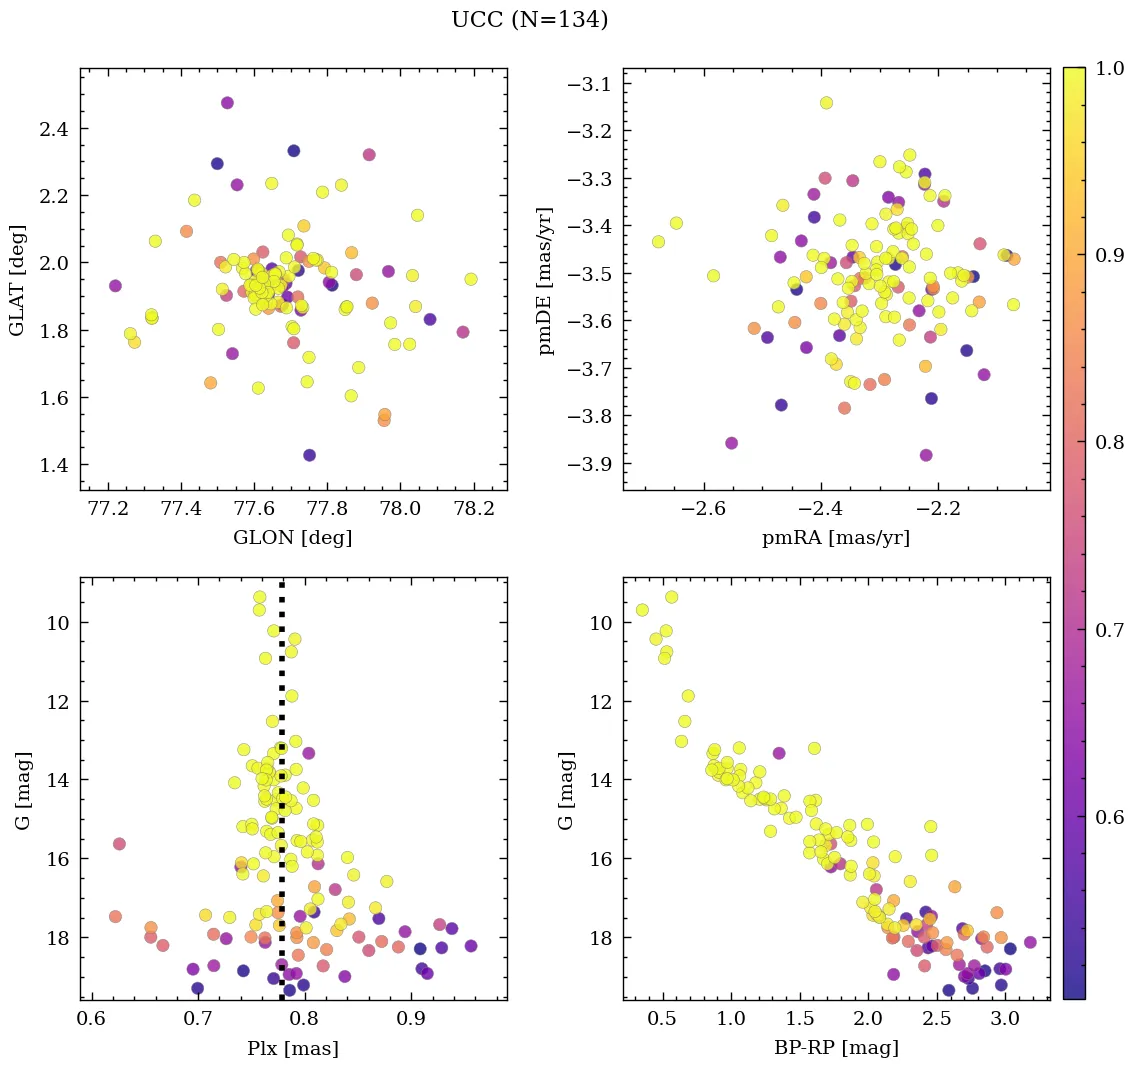 UCC (N=134)
2.4
2.2
2.0
1.8
1.6
1.4
GLAT [deg]
77.2 77.4 77.6 77.8 78.0 78.2
GLON [deg]
−3.1
−3.2
−3.3
−3.4
−3.5
−3.6
−3.7
−3.8
−3.9
pmDE [mas/yr]
−2.6 −2.4 −2.2
pmRA [mas/yr]
10
12
14
16
18
G [mag]
0.6 0.7 0.8 0.9
Plx [mas]
10
12
14
16
18
G [mag]
0.5 1.0 1.5 2.0 2.5 3.0
BP-RP [mag]
1.0
0.9
0.8
0.7
0.6